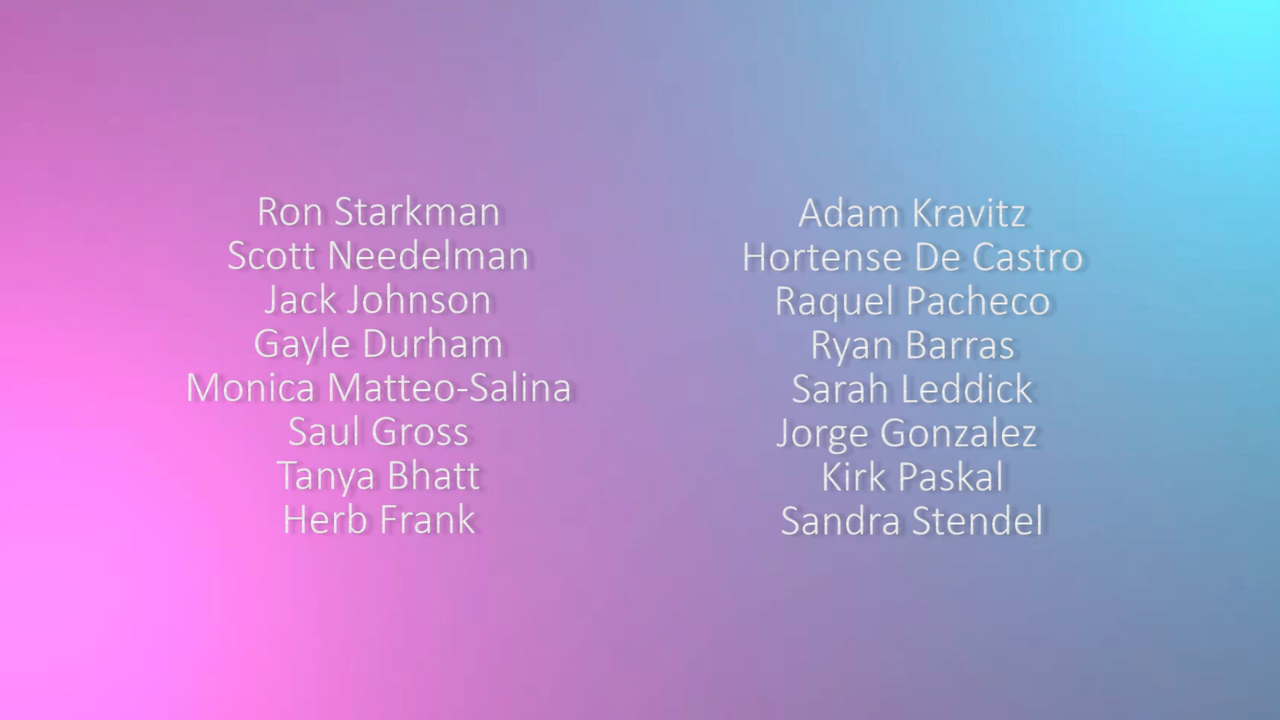 Ron Starkman
Scott Needelman
Jack Johnson
Gayle Durham
Monica Matteo-Salina
Saul Gross
Tanya Bhatt
Herb Frank
Adam Kravitz
Hortense De Castro
Raquel Pacheco
Ryan Barras
Sarah Leddick
Jorge Gonzalez
Kirk Paskal
Sandra Stendel